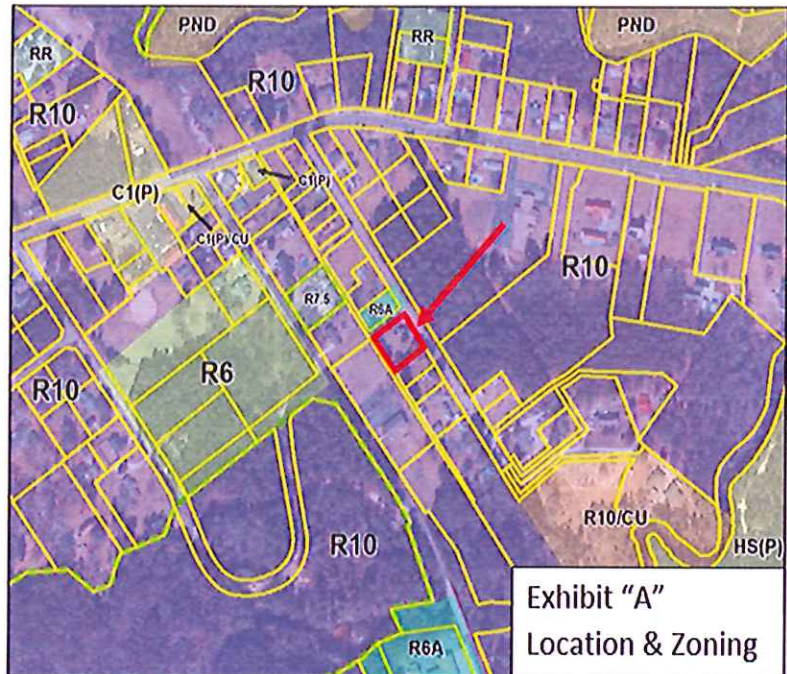 PND
PND
RR
RR
R10
R10
C1(P)
C1(P)
C1(P)CU
R10
R7.5
R6A
R6
R10
R10/CU
R10
HS(P)
R6A
Exhibit "A"
Location & Zoning